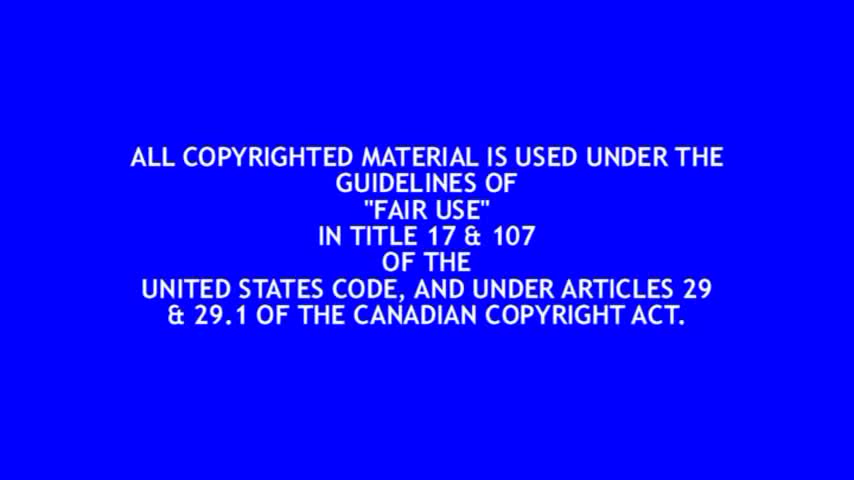 ALL COPYRIGHTED MATERIAL IS USED UNDER THE
GUIDELINES OF
"FAIR USE"
IN TITLE 17 & 107
OF THE
UNITED STATES CODE, AND UNDER ARTICLES 29
& 29.1 OF THE CANADIAN COPYRIGHT ACT.